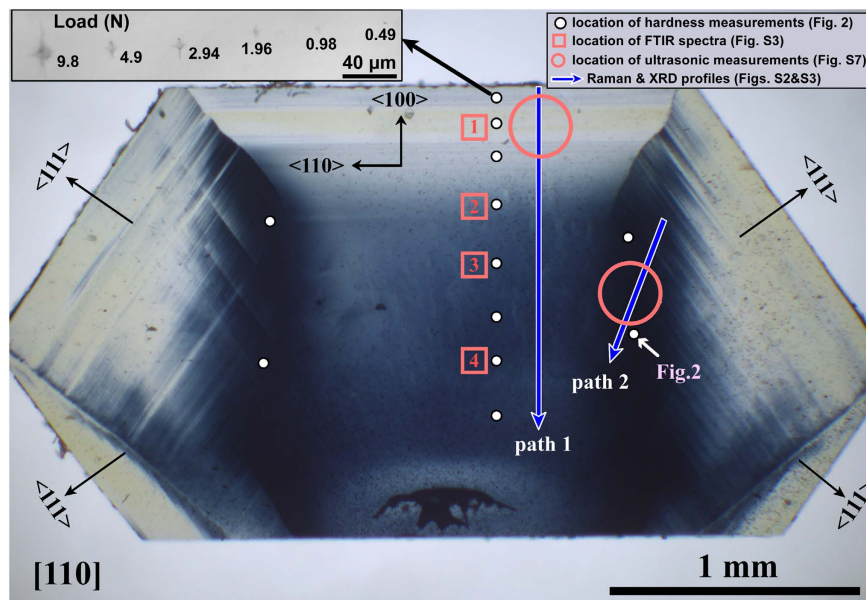 Load (N)
9.8
4.9
2.94
1.96
0.98
0.49
40 µm
location of hardness measurements (Fig. 2)
location of FTIR spectra (Fig. S3)
location of ultrasonic measurements (Fig. S7)
Raman & XRD profiles (Figs. S2&S3)
<100>
<110>
1
<111>
<111>
2
3
4
path 2
Fig.2
path 1
<111>
<111>
[110]
1 mm